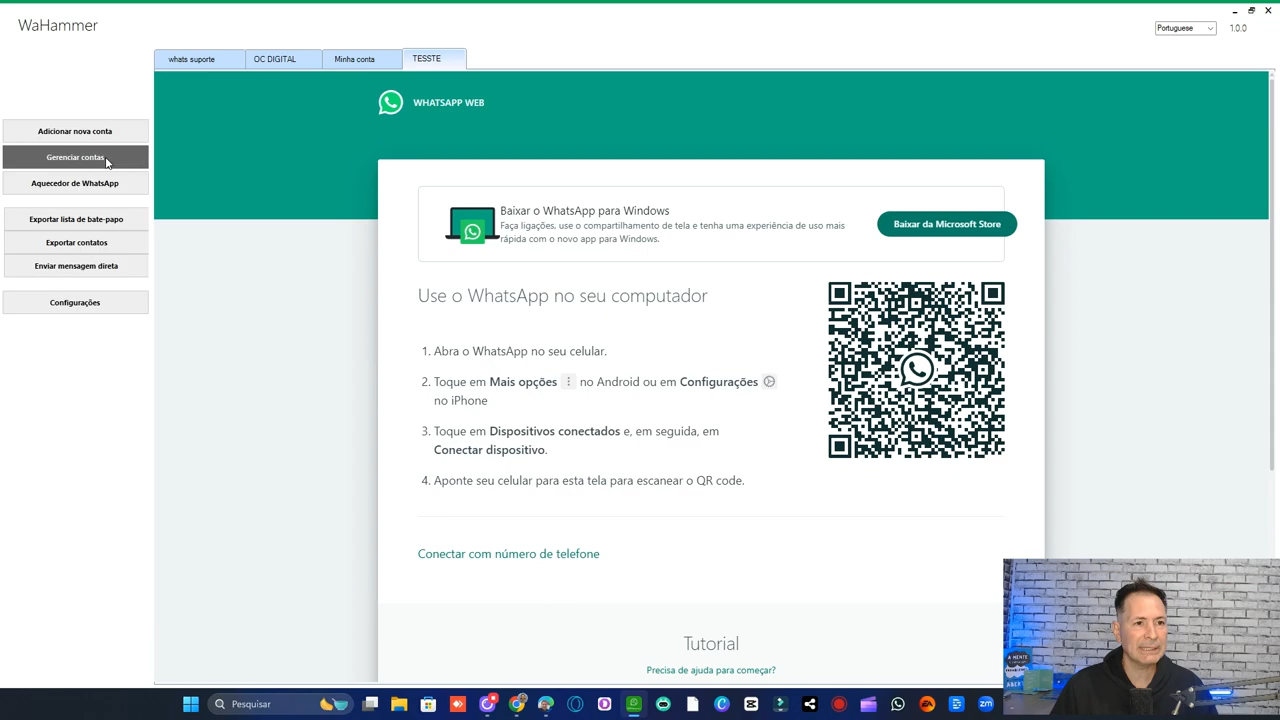 WaHammer
Portuguese
1.0.0
whats suporte
OC DIGITAL
Minha conta
TESSTE
WHATSAPP WEB
Adicionar nova conta
Gerenciar contas
Aquecedor de WhatsApp
Exportar lista de bate-papo
Exportar contatos
Enviar mensagem direta
Configurações
Baixar o WhatsApp para Windows
Faça ligações, use o compartilhamento de tela e tenha uma experiência de uso mais
rápida com o novo app para Windows.
Baixar da Microsoft Store
Use o WhatsApp no seu computador
1. Abra o WhatsApp no seu celular.
2. Toque em Mais opções no Android ou em Configurações
no iPhone
3. Toque em Dispositivos conectados e, em seguida, em
Conectar dispositivo.
4. Aponte seu celular para esta tela para escanear o QR code.
Conectar com número de telefone
Tutorial
Precisa de ajuda para começar?
A MENTE
Pesquisar
EA
zm